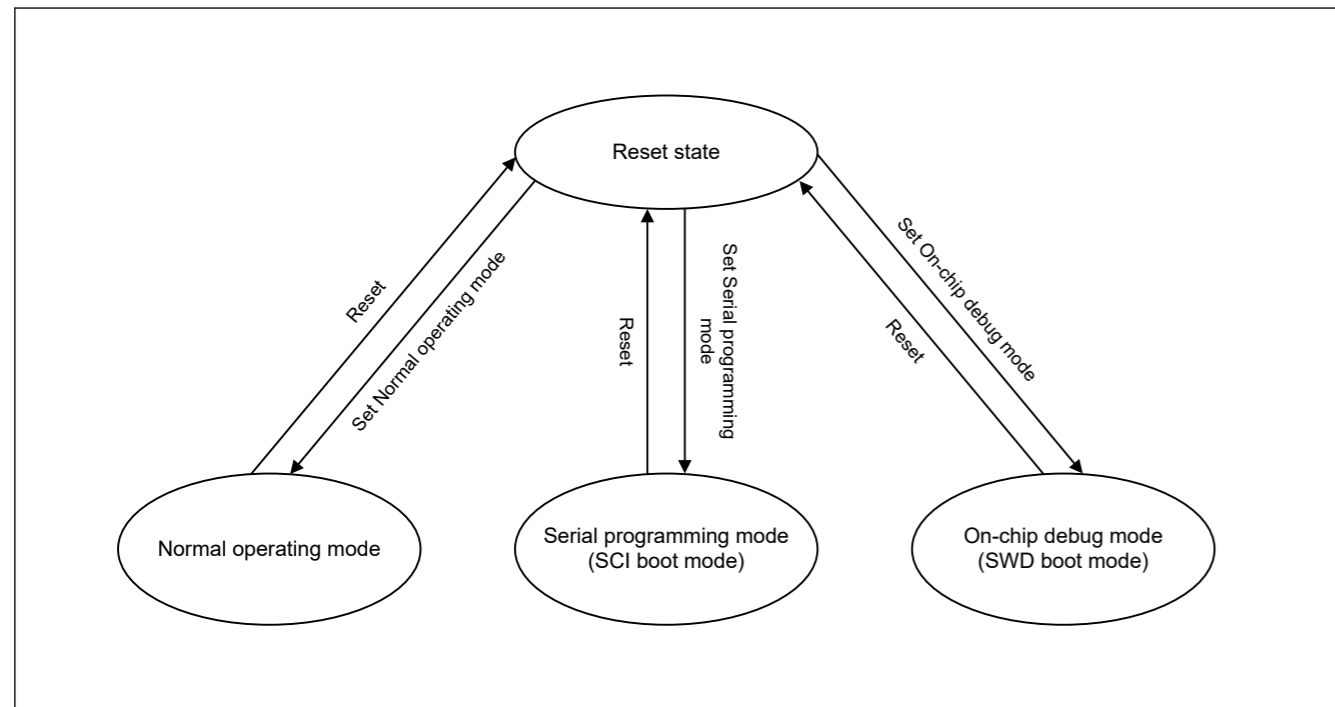 Reset state
Reset
Set Normal operating mode
Reset
Set Serial programming
mode
Set On-chip debug mode
Reset
Normal operating mode
Serial programming mode
(SCI boot mode)
On-chip debug mode
(SWD boot mode)